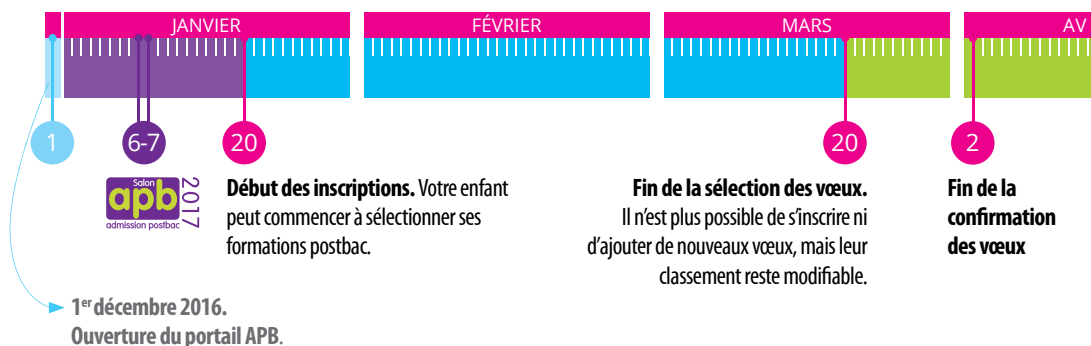 JANVIER
FÉVRIER
MARS
AV
1
6-7
20
20
2
Salon
apb
admission postbac
2017
Début des inscriptions. Votre enfant
peut commencer à sélectionner ses
formations postbac.
Fin de la sélection des vœux.
Il n’est plus possible de s’inscrire ni
d’ajouter de nouveaux vœux, mais leur
classement reste modifiable.
Fin de la
confirmation
des vœux
1er décembre 2016.
Ouverture du portail APB.